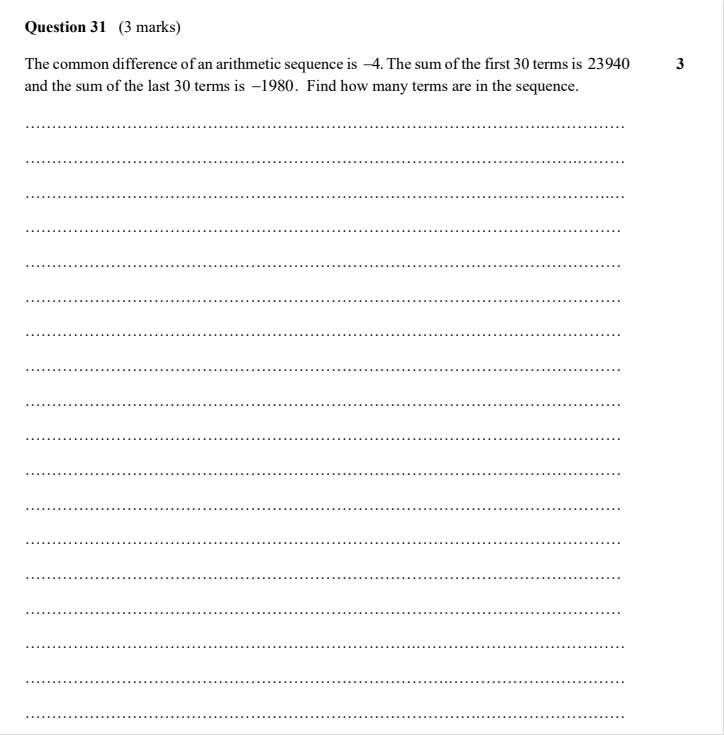 Question 31 (3 marks)
The common difference of an arithmetic sequence is −4. The sum of the first 30 terms is 23940 3
and the sum of the last 30 terms is −1980. Find how many terms are in the sequence.